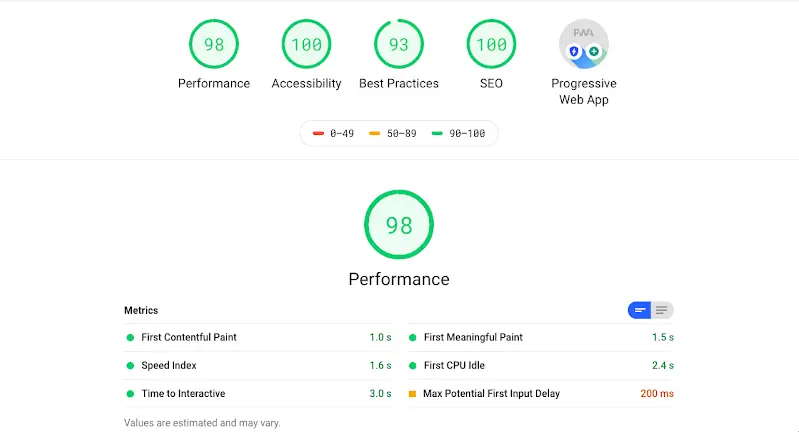 98 100 93 100 PWA
Performance Accessibility Best Practices SEO Progressive
Web App
0–49 50–89 90–100
98
Performance
Metrics
First Contentful Paint 1.0 s First Meaningful Paint 1.5 s
Speed Index 1.6 s First CPU Idle 2.4 s
Time to Interactive 3.0 s Max Potential First Input Delay 200 ms
Values are estimated and may vary.